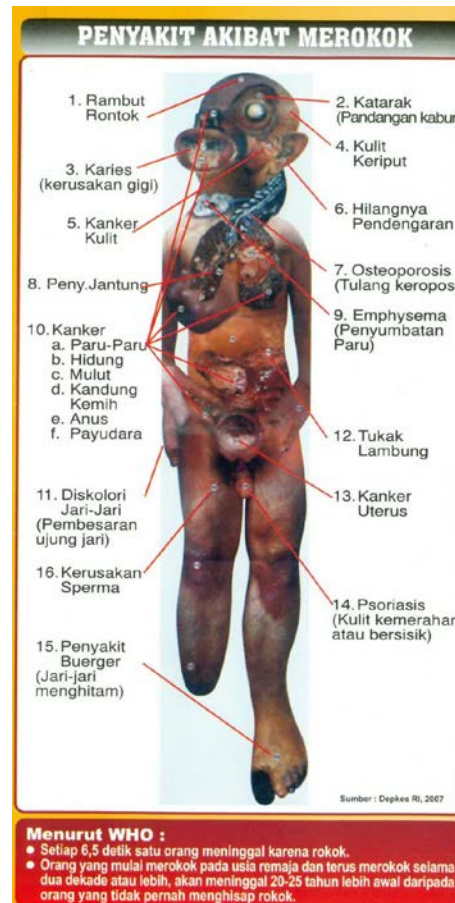 PENYAKIT AKIBAT MEROKOK
1. Rambut
Rontok
2. Katarak
(Pandangan kabur
3. Karies
(kerusakan gigi)
4. Kulit
Keriput
5. Kanker
Kulit
6. Hilangnya
Pendengaran
7. Osteoporosis
(Tulang keropos
8. Peny.Jantung
9. Emphysema
(Penyumbatan
Paru)
10. Kanker
a. Paru-Paru
b. Hidung
c. Mulut
d. Kandung
Kemih
e. Anus
f. Payudara
11. Diskolori
Jari-Jari
(Pembesaran
ujung jari)
12. Tukak
Lambung
13. Kanker
Uterus
16. Kerusakan
Sperma
14. Psoriasis
(Kulit kemerahan
atau bersisik)
15. Penyakit
Buerger
(Jari-jari
menghitam)
Sumber : Depkes RI, 2007
Menurut WHO :
● Setiap 6,5 detik satu orang meninggal karena rokok.
● Orang yang mulai merokok pada usia remaja dan terus merokok selama
dua dekade atau lebih, akan meninggal 20-25 tahun lebih awal daripada
orang yang tidak pernah menghisap rokok.